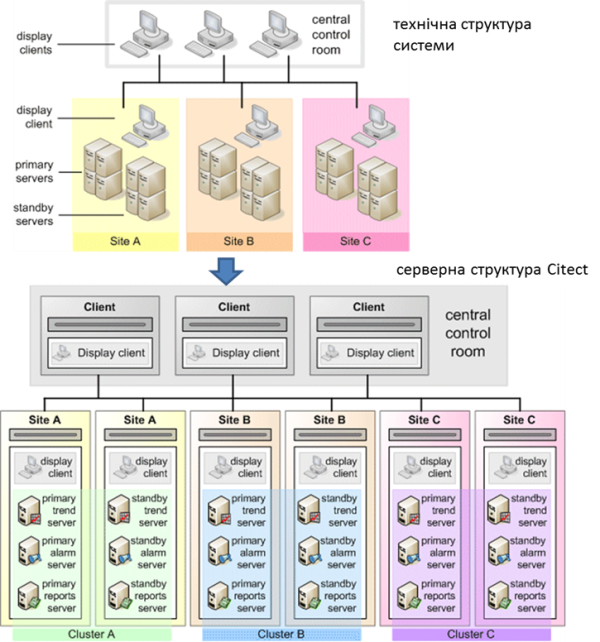 central
control
room
технічна структура
системи
display
clients
display
client
primary
servers
standby
servers
Site A
Site B
Site C
серверна структура Citect
Client
Client
Client
Display client
Display client
Display client
central
control
room
Site A
Site A
Site B
Site B
Site C
Site C
display
client
display
client
display
client
display
client
display
client
display
client
primary
trend
server
standby
trend
server
primary
trend
server
standby
trend
server
primary
trend
server
standby
trend
server
primary
alarm
server
standby
alarm
server
primary
alarm
server
standby
alarm
server
primary
alarm
server
standby
alarm
server
primary
reports
server
standby
reports
server
primary
reports
server
standby
reports
server
primary
reports
server
standby
reports
server
Cluster A
Cluster B
Cluster C